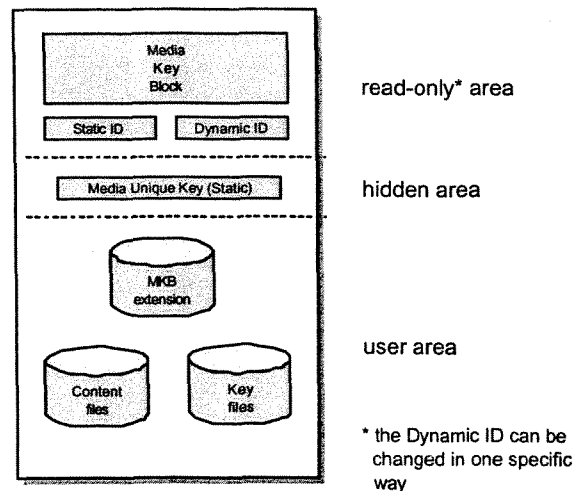 Media
Key
Block
read-only* area
Static ID
Dynamic ID
Media Unique Key (Static)
hidden area
MKB
extension
user area
Content
files
Key
files
* the Dynamic ID can be
changed in one specific
way